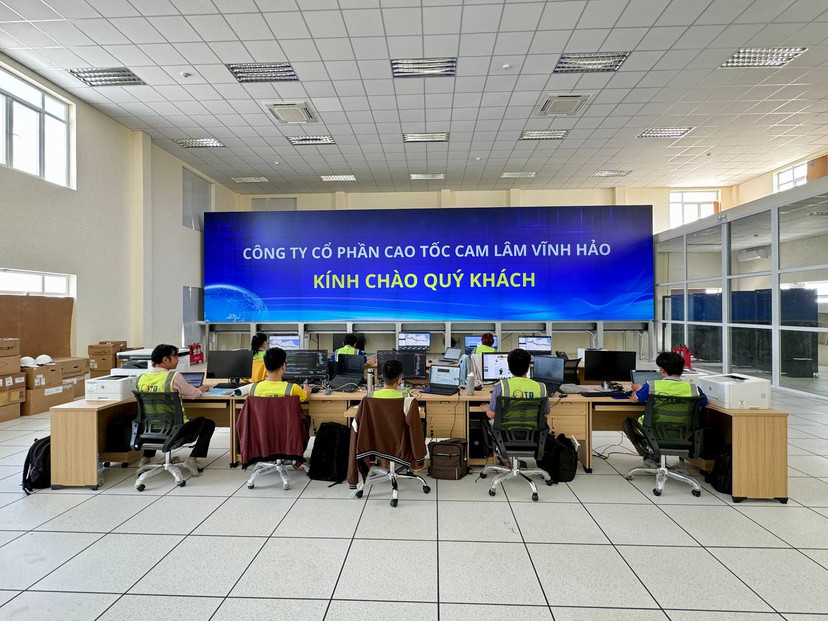 CÔNG TY CỔ PHẦN CAO TỐC CAM LÂM VĨNH HẢO
KÍNH CHÀO QUÝ KHÁCH